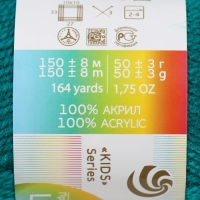 150 ± 8 м 50 ± 3 г
150 ± 8 m 50 ± 3 g
164 yards 1,75 OZ
100% АКРИЛ
100% ACRYLIC
«KIDS»
Series